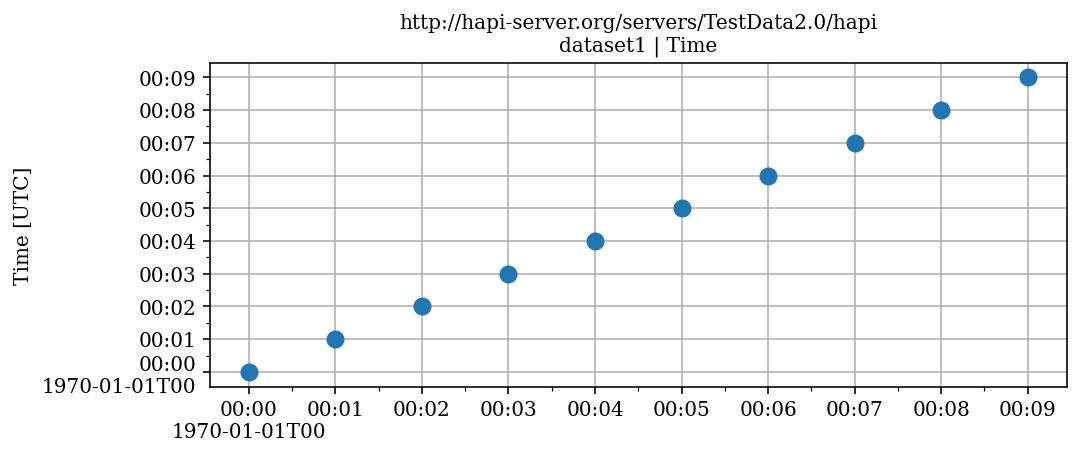 http://hapi-server.org/servers/TestData2.0/hapi
dataset1 | Time
Time [UTC]
00:09
00:08
00:07
00:06
00:05
00:04
00:03
00:02
00:01
00:00
1970-01-01T00
00:00 00:01 00:02 00:03 00:04 00:05 00:06 00:07 00:08 00:09
1970-01-01T00